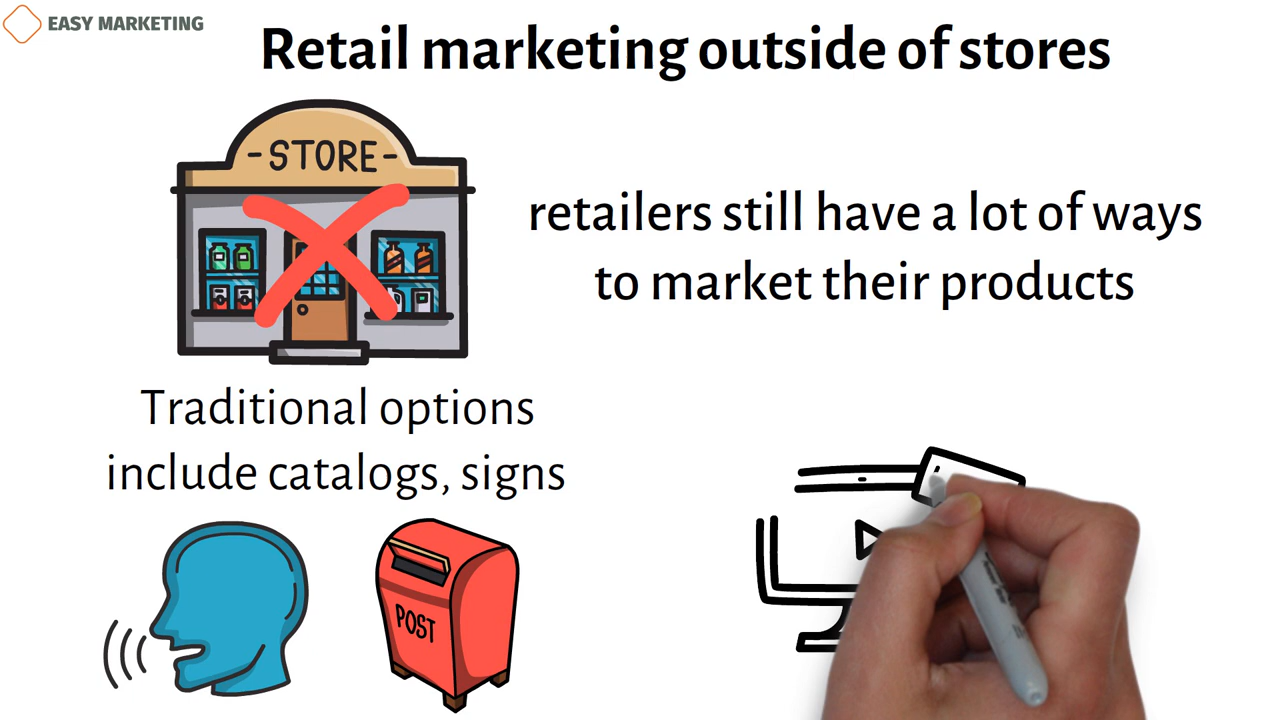 EASY MARKETING
Retail marketing outside of stores
-STORE-
retailers still have a lot of ways
to market their products
Traditional options
include catalogs, signs
POST